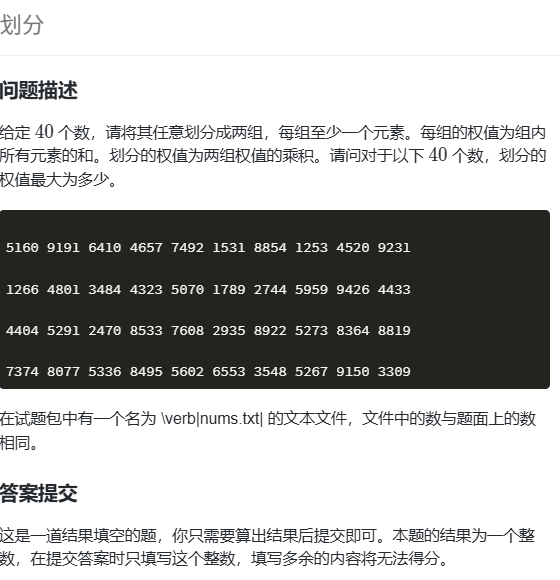 划分
问题描述
给定 40 个数，请将其任意划分成两组，每组至少一个元素。每组的权值为组内
所有元素的和。划分的权值为两组权值的乘积。请问对于以下 40 个数，划分的
权值最大为多少。
5160 9191 6410 4657 7492 1531 8854 1253 4520 9231
1266 4801 3484 4323 5070 1789 2744 5959 9426 4433
4404 5291 2470 8533 7608 2935 8922 5273 8364 8819
7374 8077 5336 8495 5602 6553 3548 5267 9150 3309
在试题包中有一个名为 \verb|nums.txt| 的文本文件，文件中的数与题面上的数
相同。
答案提交
这是一道结果填空的题，你只需要算出结果后提交即可。本题的结果为一个整
数，在提交答案时只填写这个整数，填写多余的内容将无法得分。